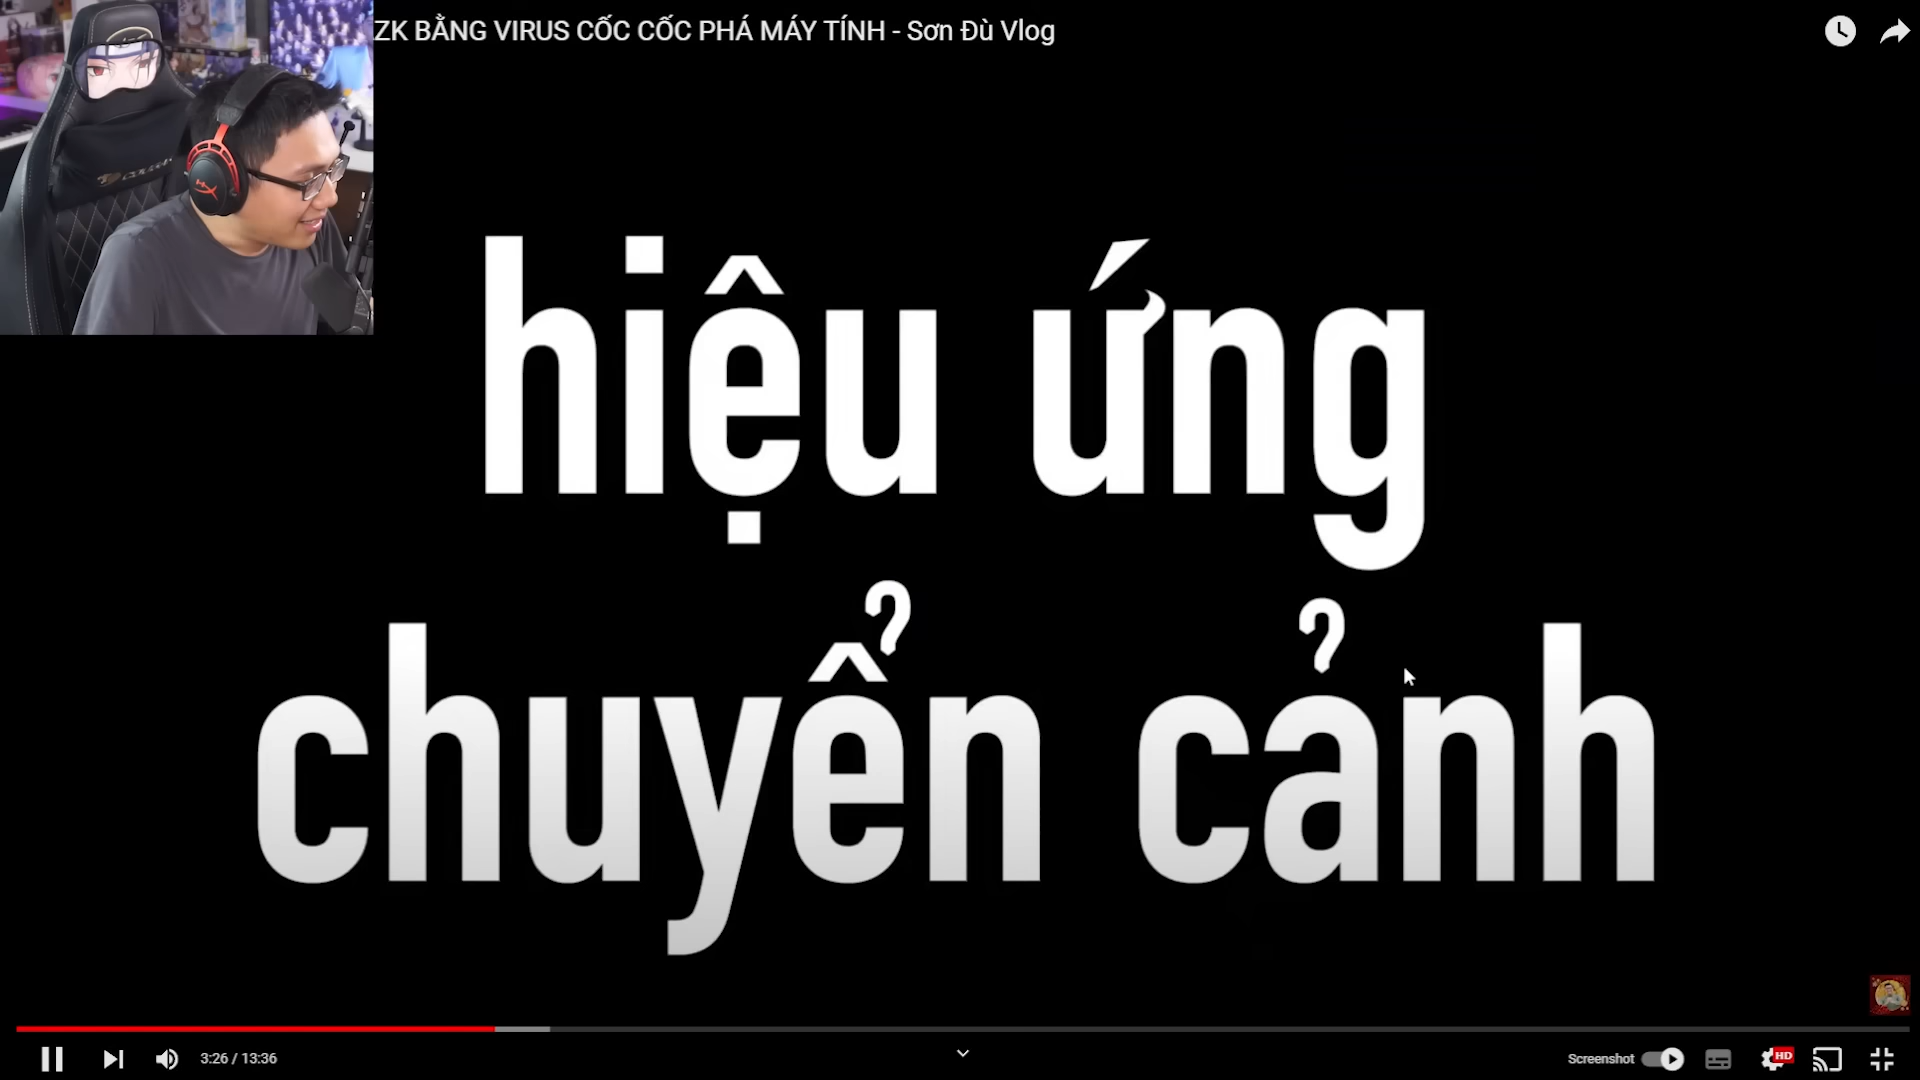 ZK BẰNG VIRUS CỐC CỐC PHÁ MÁY TÍNH - Sơn Đù Vlog
hiệu ứng
chuyển cảnh
3:26 / 13:36
Screenshot
HD